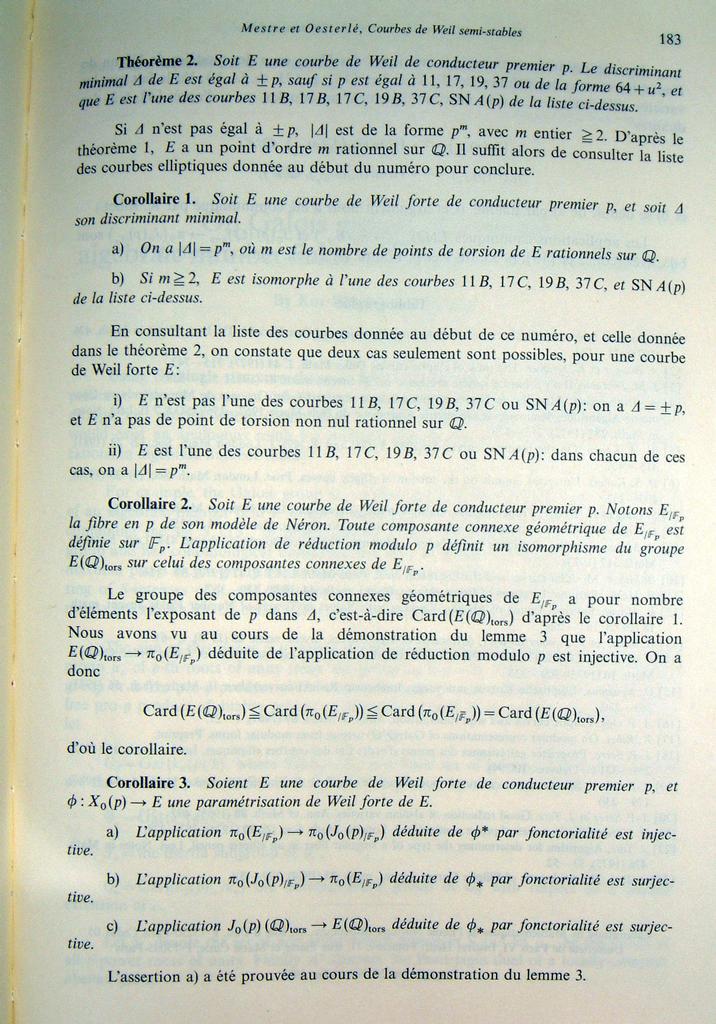 Mestre et Oesterlé, Courbes de Weil semi-stables
183
Théorème 2. Soit E une courbe de Weil de conducteur premier p. Le discriminant
minimal Δ de E est égal à ±p, sauf si p est égal à 11, 17, 19, 37 ou de la forme 64+u², et
que E est l'une des courbes 11B, 17B, 17C, 19B, 37C, SN A(p) de la liste ci-dessus.
Si Δ n'est pas égal à ±p, |Δ| est de la forme pᵐ, avec m entier ≧2. D'après le
théorème 1, E a un point d'ordre m rationnel sur ℚ. Il suffit alors de consulter la liste
des courbes elliptiques donnée au début du numéro pour conclure.
Corollaire 1. Soit E une courbe de Weil forte de conducteur premier p, et soit Δ
son discriminant minimal.
a) On a |Δ|=pᵐ, où m est le nombre de points de torsion de E rationnels sur ℚ.
b) Si m≧2, E est isomorphe à l'une des courbes 11B, 17C, 19B, 37C, et SN A(p)
de la liste ci-dessus.
En consultant la liste des courbes donnée au début de ce numéro, et celle donnée
dans le théorème 2, on constate que deux cas seulement sont possibles, pour une courbe
de Weil forte E:
i) E n'est pas l'une des courbes 11B, 17C, 19B, 37C ou SN A(p): on a Δ=±p,
et E n'a pas de point de torsion non nul rationnel sur ℚ.
ii) E est l'une des courbes 11B, 17C, 19B, 37C ou SN A(p): dans chacun de ces
cas, on a |Δ|=pᵐ.
Corollaire 2. Soit E une courbe de Weil forte de conducteur premier p. Notons E_{/𝔽_p}
la fibre en p de son modèle de Néron. Toute composante connexe géométrique de E_{/𝔽_p} est
définie sur 𝔽_p. L'application de réduction modulo p définit un isomorphisme du groupe
E(ℚ)_{tors} sur celui des composantes connexes de E_{/𝔽_p}.
Le groupe des composantes connexes géométriques de E_{/𝔽_p} a pour nombre
d'éléments l'exposant de p dans Δ, c'est-à-dire Card(E(ℚ)_{tors}) d'après le corollaire 1.
Nous avons vu au cours de la démonstration du lemme 3 que l'application
E(ℚ)_{tors} → π₀(E_{/𝔽_p}) déduite de l'application de réduction modulo p est injective. On a
donc
Card(E(ℚ)_{tors}) ≦ Card(π₀(E_{/𝔽_p})) ≦ Card(π₀(E_{/𝔽̄_p})) = Card(E(ℚ)_{tors}),
d'où le corollaire.
Corollaire 3. Soient E une courbe de Weil forte de conducteur premier p, et
ϕ: X₀(p) → E une paramétrisation de Weil forte de E.
a) L'application π₀(E_{/𝔽_p}) → π₀(J₀(p)_{/𝔽_p}) déduite de ϕ* par fonctorialité est injec-
tive.
b) L'application π₀(J₀(p)_{/𝔽_p}) → π₀(E_{/𝔽_p}) déduite de ϕ_* par fonctorialité est surjec-
tive.
c) L'application J₀(p)(ℚ)_{tors} → E(ℚ)_{tors} déduite de ϕ_* par fonctorialité est surjec-
tive.
L'assertion a) a été prouvée au cours de la démonstration du lemme 3.